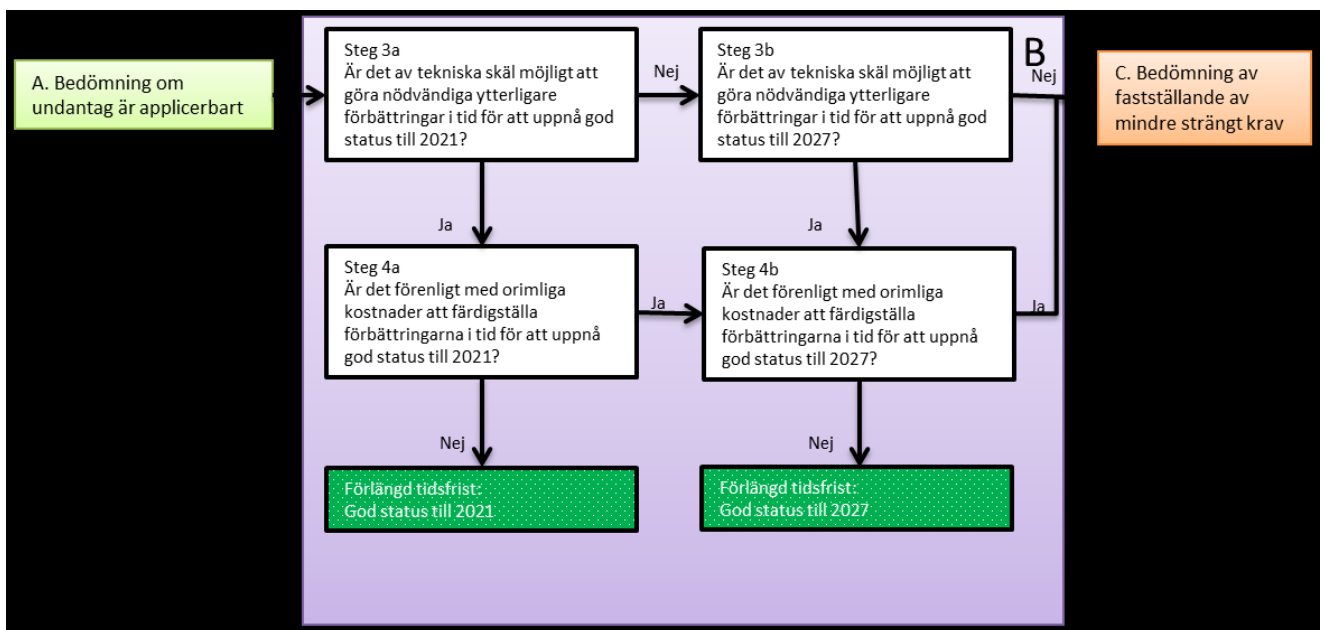 A. Bedömning om
undantag är applicerbart
Steg 3a
Är det av tekniska skäl möjligt att
göra nödvändiga ytterligare
förbättringar i tid för att uppnå god
status till 2021?
Nej
Steg 3b
Är det av tekniska skäl möjligt att
göra nödvändiga ytterligare
förbättringar i tid för att uppnå god
status till 2027?
B
Nej
C. Bedömning av
fastställande av
mindre strängt krav
Ja
Ja
Steg 4a
Är det förenligt med orimliga
kostnader att färdigställa
förbättringarna i tid för att uppnå
god status till 2021?
Ja
Steg 4b
Är det förenligt med orimliga
kostnader att färdigställa
förbättringarna i tid för att uppnå
god status till 2027?
Ja
Nej
Nej
Förlängd tidsfrist:
God status till 2021
Förlängd tidsfrist:
God status till 2027